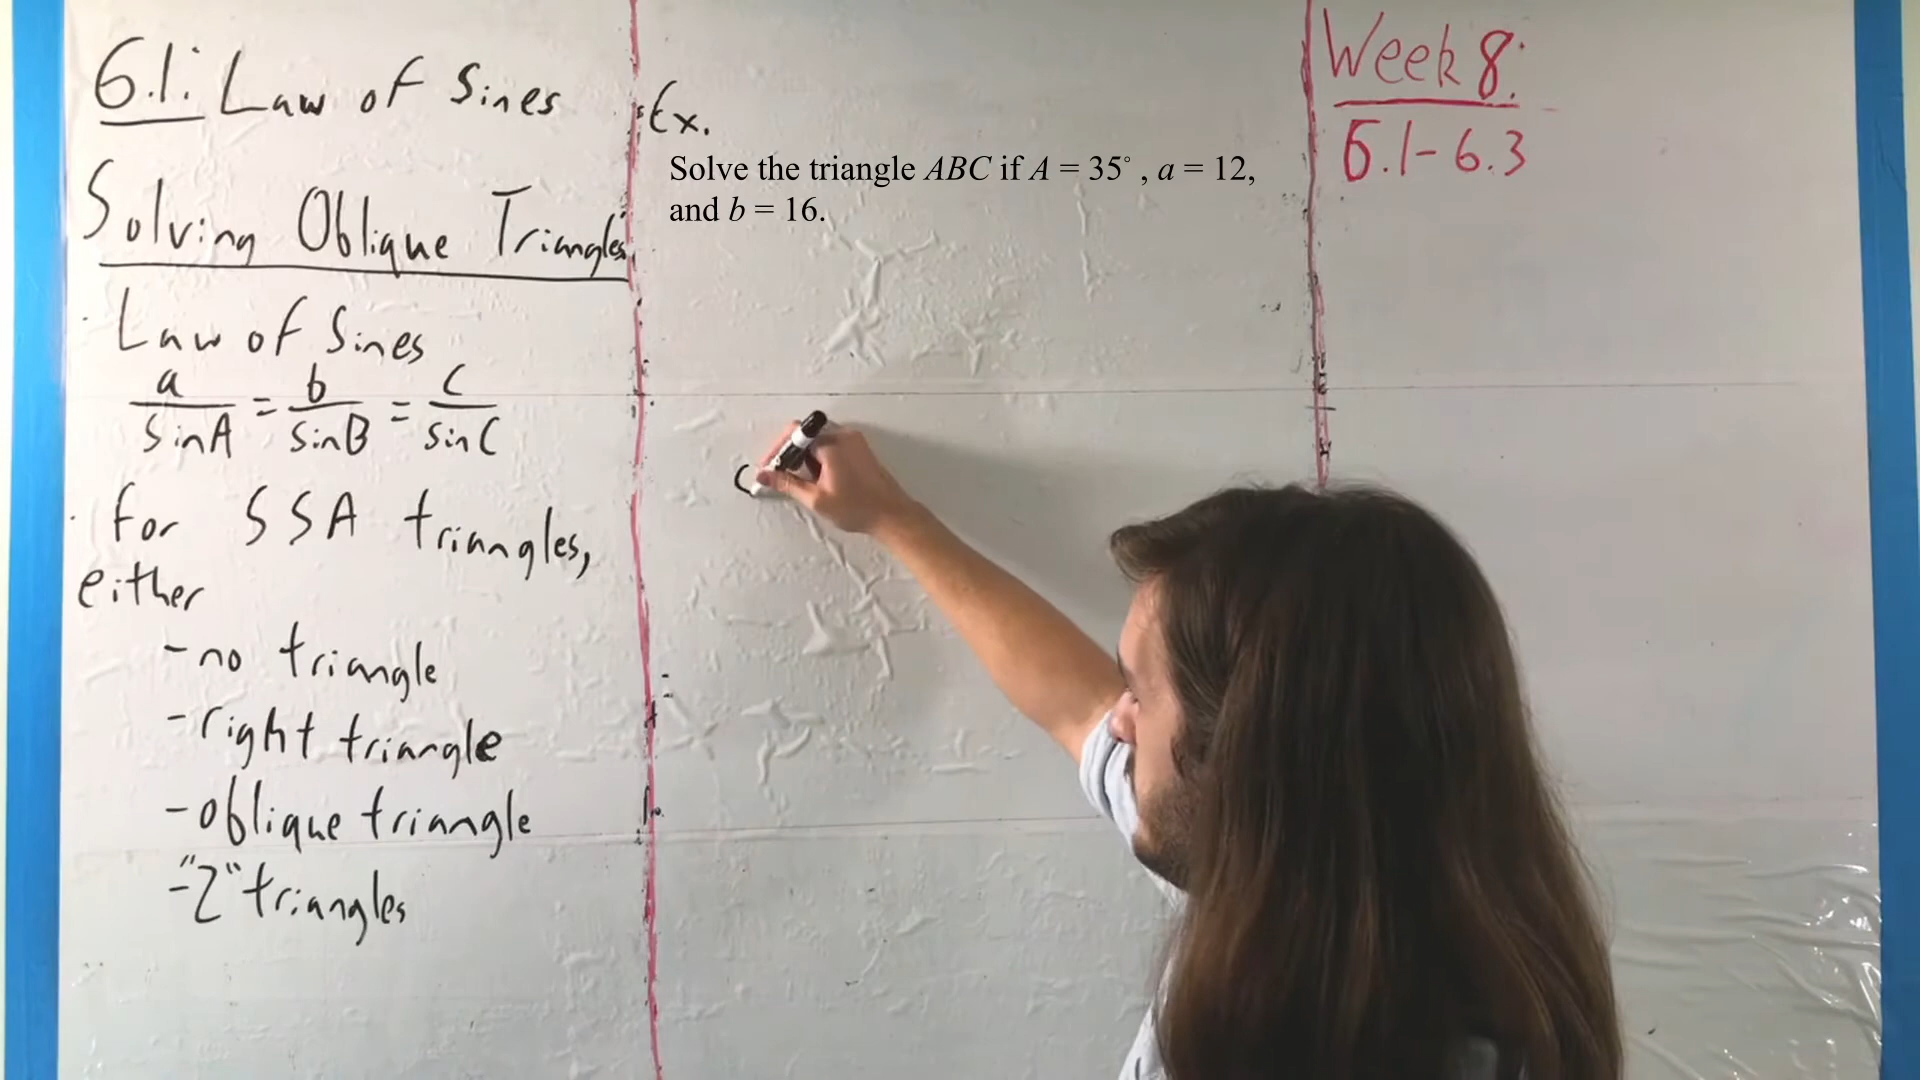 6.1: Law of Sines
Solving Oblique Triangles
· Law of Sines
a/sinA = b/sinB = c/sinC
· for SSA triangles,
either
- no triangle
- right triangle
- oblique triangle
- "2" triangles
Ex.
Solve the triangle ABC if A = 35°, a = 12,
and b = 16.
Week 8:
6.1-6.3